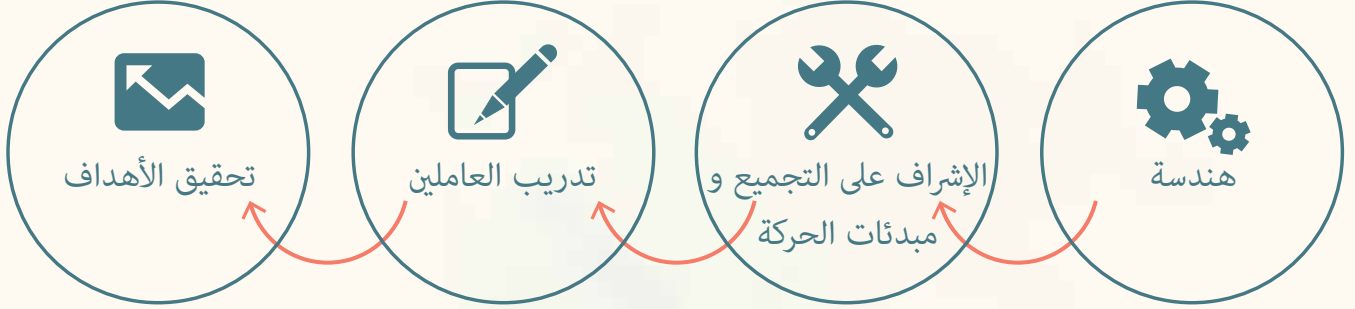 هندسة
الإشراف على التجميع و
مبدئات الحركة
تدريب العاملين
تحقيق الأهداف